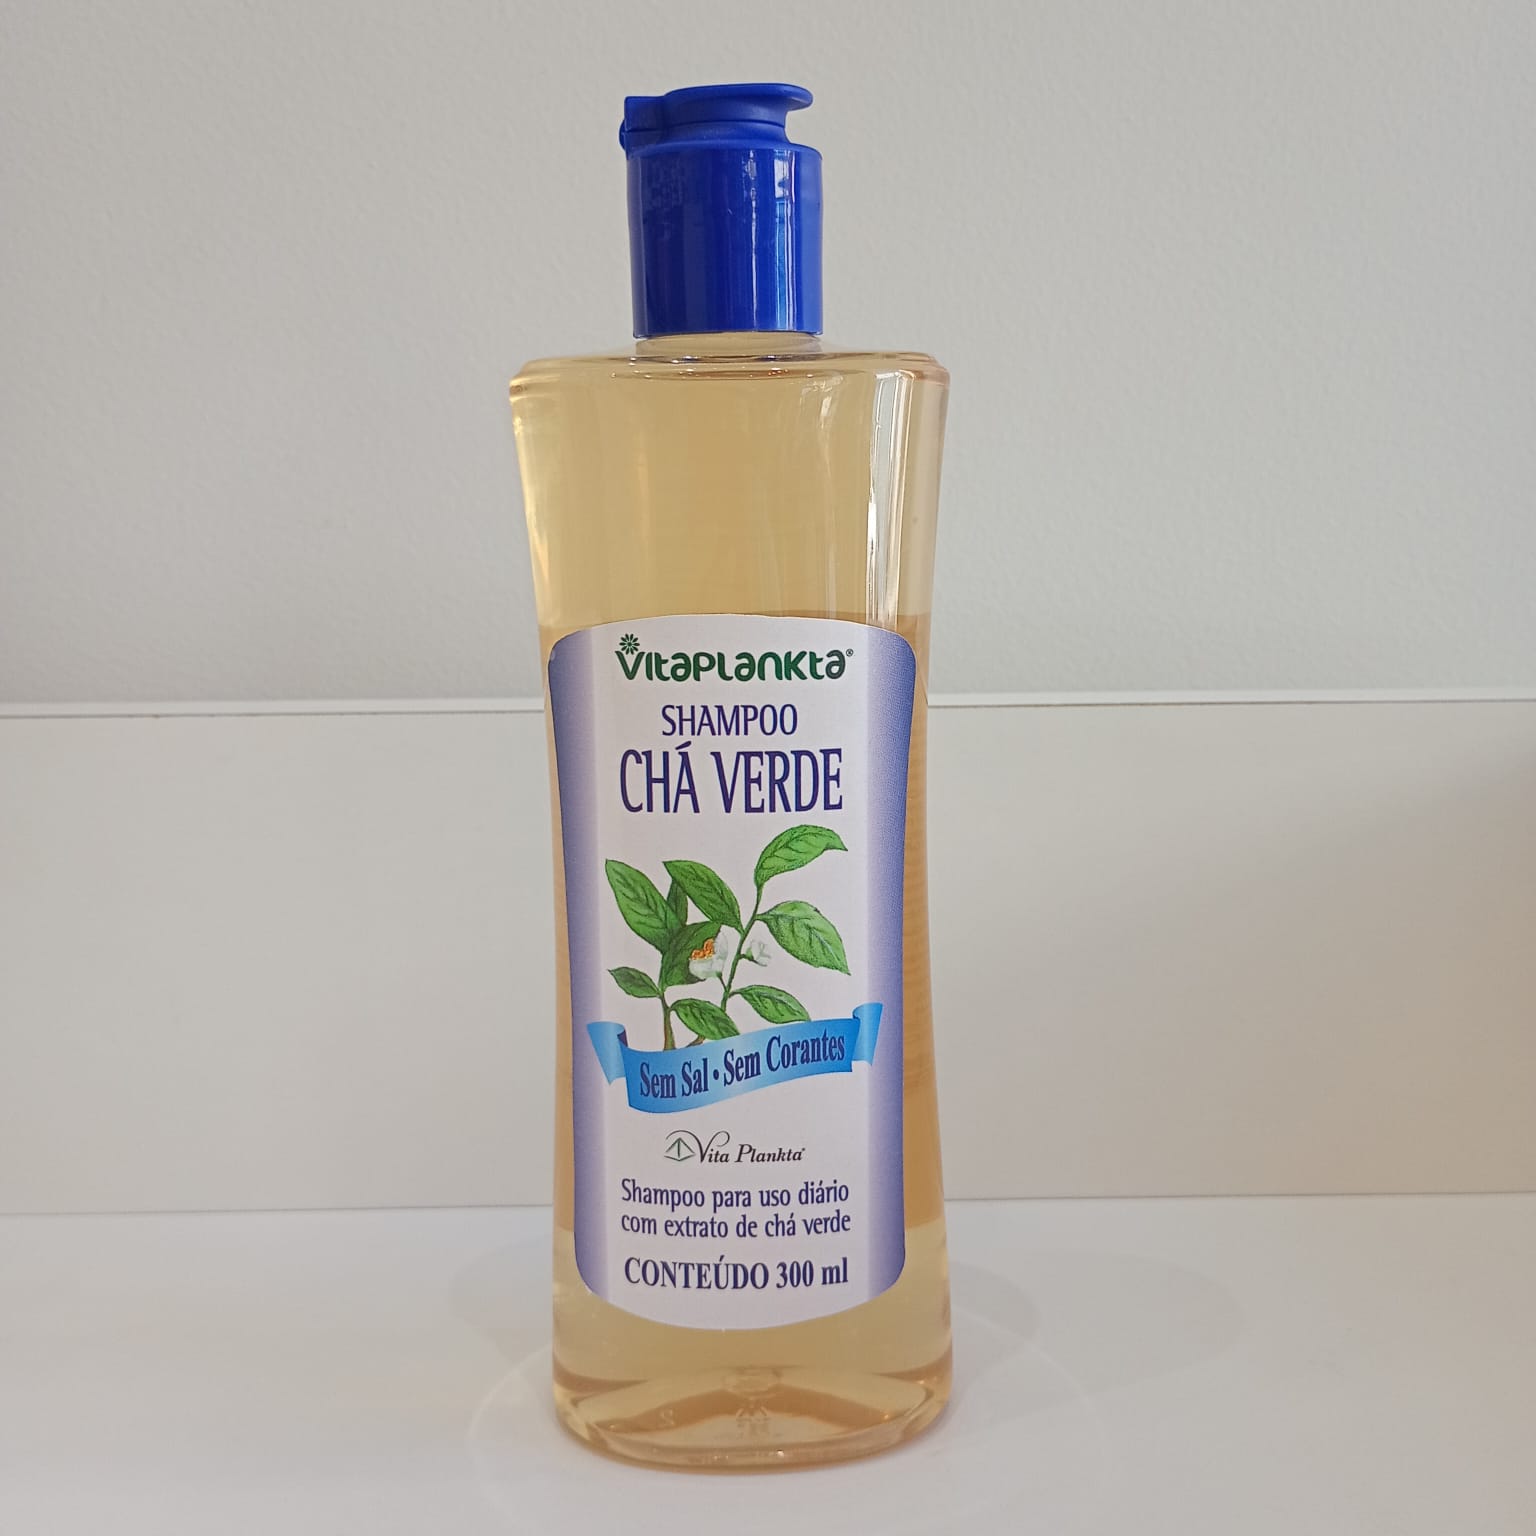 Vitaplankta®
SHAMPOO
CHÁ VERDE
Sem Sal • Sem Corantes
Vita Plankta
Shampoo para uso diário
com extrato de chá verde
CONTEÚDO 300 ml